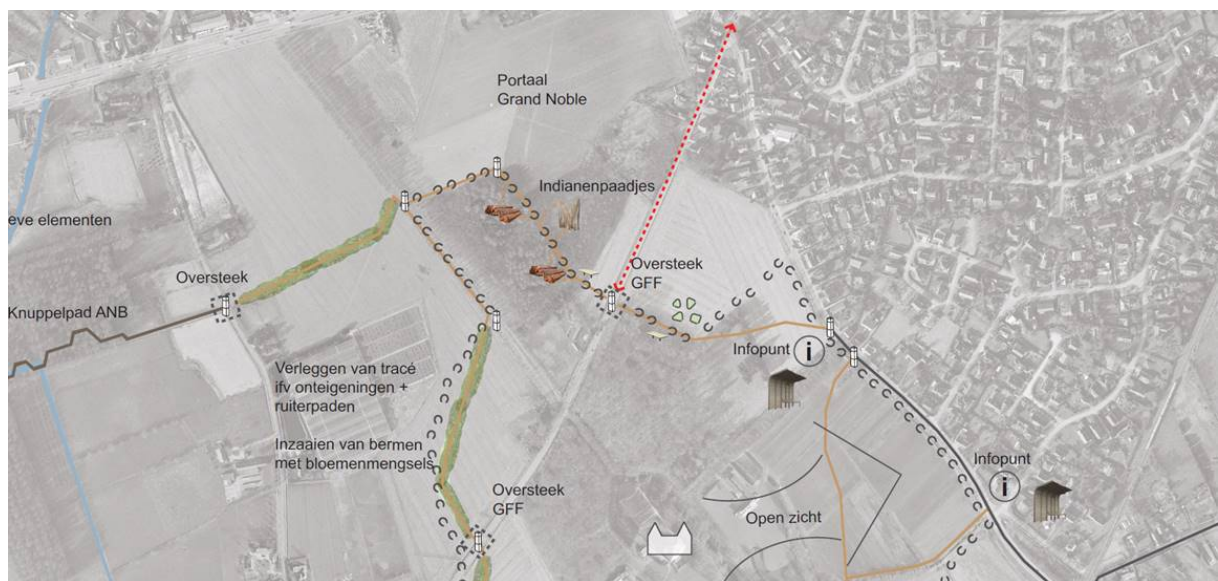 Portaal
Grand Noble
Indianenpaadjes
eve elementen
Oversteek
Oversteek
GFF
Knuppelpad ANB
Infopunt
i
Verleggen van tracé
ifv onteigeningen +
ruiterpaden
Inzaaien van bermen
met bloemenmengsels
Infopunt
i
Oversteek
GFF
Open zicht